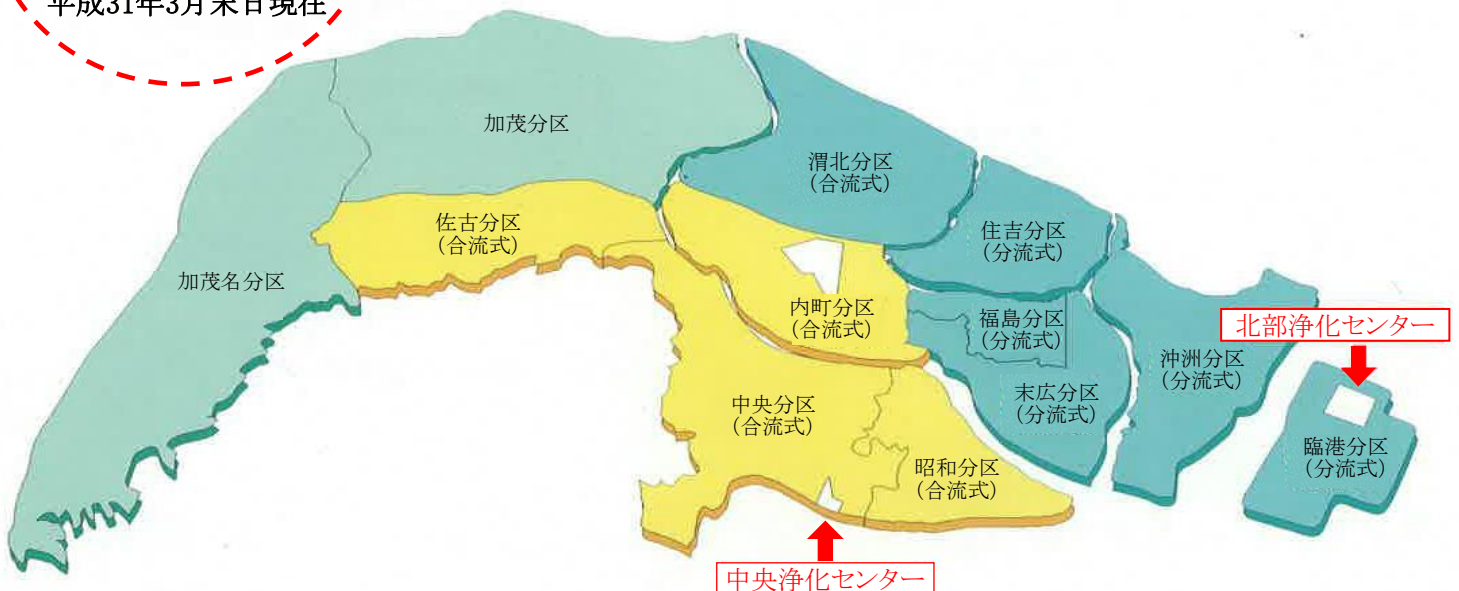 平成31年3月末日現在
加茂分区
渭北分区
(合流式)
佐古分区
(合流式)
住吉分区
(分流式)
加茂名分区
内町分区
(合流式)
福島分区
(分流式)
北部浄化センター
沖洲分区
(分流式)
末広分区
(分流式)
中央分区
(合流式)
臨港分区
(分流式)
昭和分区
(合流式)
中央浄化センター